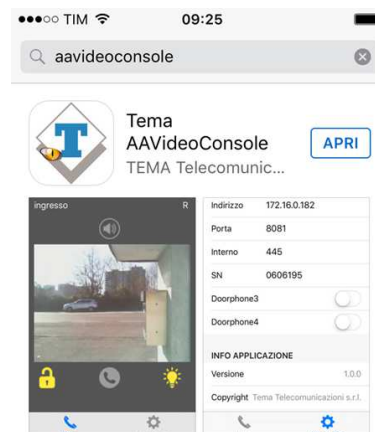 TIM 09:25
aavideoconsole
T
Tema
AAVideoConsole
APRI
TEMA Telecomunic...
ingresso R
Indirizzo 172.16.0.182
Porta 8081
Interno 445
SN 0606195
Doorphone3
Doorphone4
INFO APPLICAZIONE
Versione 1.0.0
Copyright Tema Telecomunicazioni s.r.l.